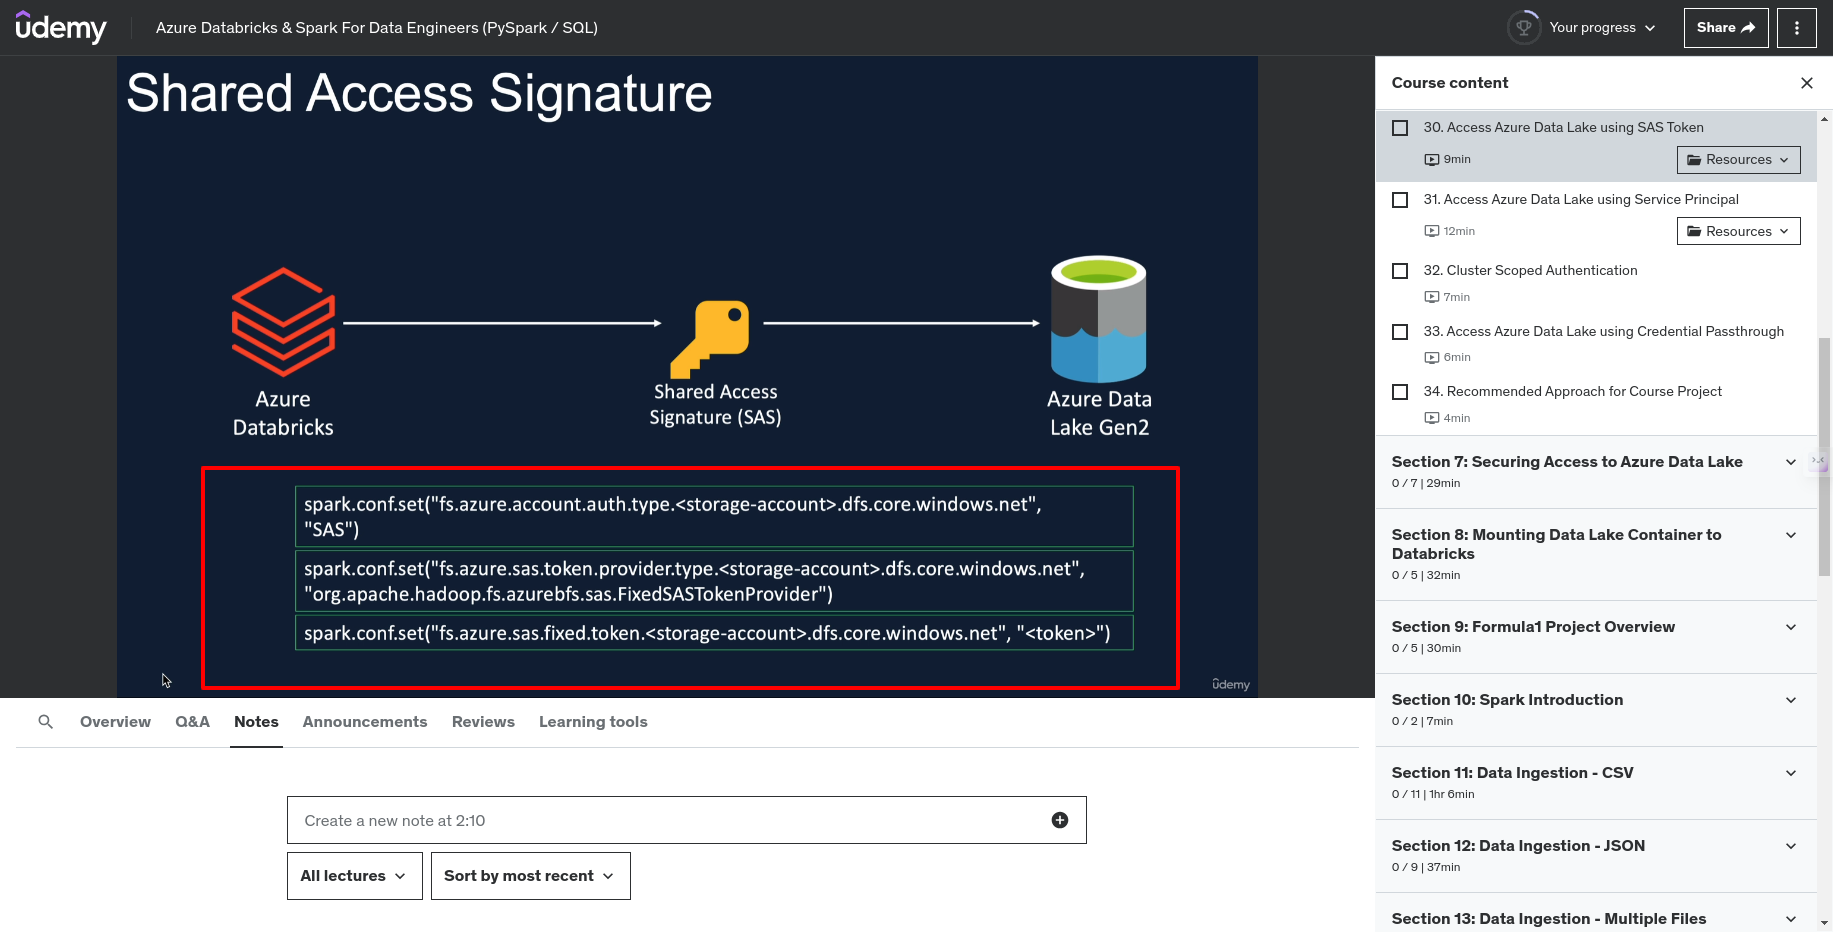 ûdemy
Azure Databricks & Spark For Data Engineers (PySpark / SQL)
Your progress
Share
Shared Access Signature
Azure
Databricks
Shared Access
Signature (SAS)
Azure Data
Lake Gen2
spark.conf.set("fs.azure.account.auth.type.<storage-account>.dfs.core.windows.net",
"SAS")
spark.conf.set("fs.azure.sas.token.provider.type.<storage-account>.dfs.core.windows.net",
"org.apache.hadoop.fs.azurebfs.sas.FixedSASTokenProvider")
spark.conf.set("fs.azure.sas.fixed.token.<storage-account>.dfs.core.windows.net", "<token>")
ûdemy
Overview
Q&A
Notes
Announcements
Reviews
Learning tools
Create a new note at 2:10
All lectures
Sort by most recent
Course content
30. Access Azure Data Lake using SAS Token
9min
Resources
31. Access Azure Data Lake using Service Principal
12min
Resources
32. Cluster Scoped Authentication
7min
33. Access Azure Data Lake using Credential Passthrough
6min
34. Recommended Approach for Course Project
4min
Section 7: Securing Access to Azure Data Lake
0 / 7 | 29min
Section 8: Mounting Data Lake Container to
Databricks
0 / 5 | 32min
Section 9: Formula1 Project Overview
0 / 5 | 30min
Section 10: Spark Introduction
0 / 2 | 7min
Section 11: Data Ingestion - CSV
0 / 11 | 1hr 6min
Section 12: Data Ingestion - JSON
0 / 9 | 37min
Section 13: Data Ingestion - Multiple Files